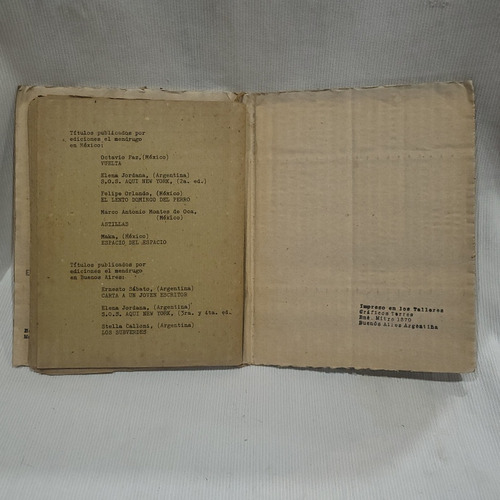 Títulos publicados por
ediciones el mendrugo
en México:
Octavio Paz,(México)
VUELTA
Elena Jordana, (Argentina)
S.O.S. AQUI NEW YORK, (2a. ed.)
Felipe Orlando, (México)
EL LENTO DOMINGO DEL PERRO
Marco Antonio Montes de Oca,
(México)
ASTILLAS
(México)
ESPACIO DEL ESPACIO
Títulos publicados por
ediciones el mendrugo
en Buenos Aires:
Ernesto Sábato, (Argentina)
CARTA A UN JOVEN ESCRITOR
Elena Jordana, (Argentina)
S.O.S. AQUI NEW YORK, (3ra. y 4ta ed.
Stella Calloni, (Argentina)
LOS SUBVERDES
Impreso en los Talleres
Gráficos Torres
Bmé. Mitre 1970
Buenos Aires Argentina